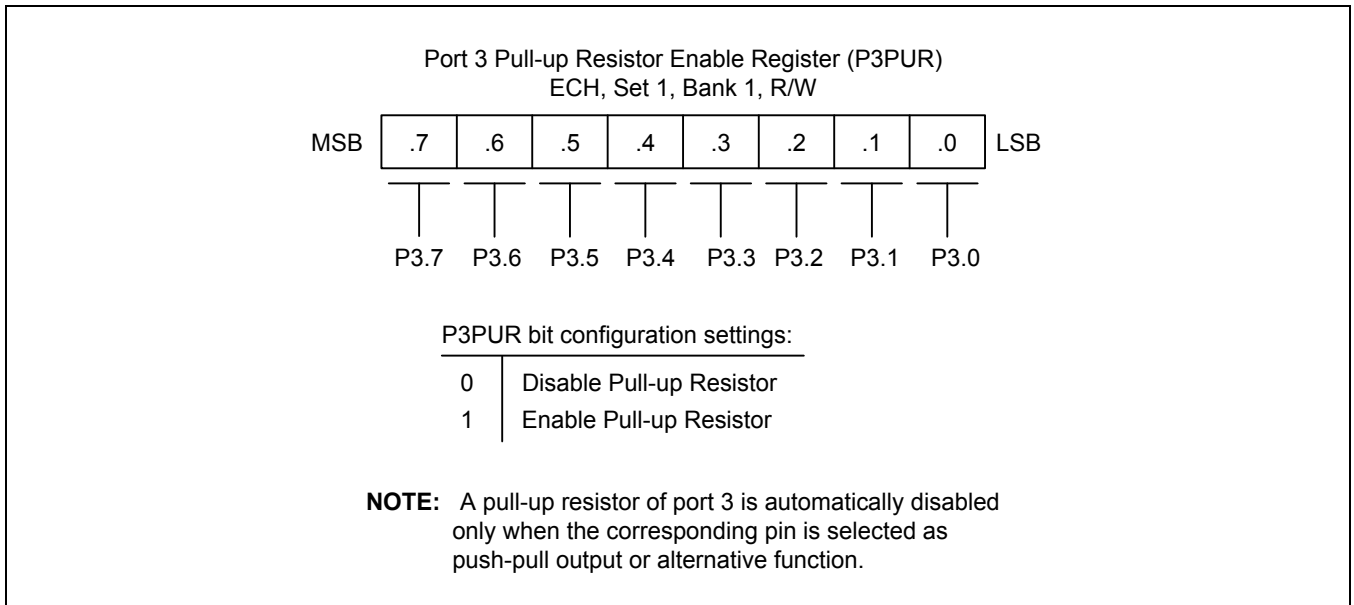 Port 3 Pull-up Resistor Enable Register (P3PUR)
ECH, Set 1, Bank 1, R/W
MSB .7 .6 .5 .4 .3 .2 .1 .0 LSB
P3.7 P3.6 P3.5 P3.4 P3.3 P3.2 P3.1 P3.0
P3PUR bit configuration settings:
0 Disable Pull-up Resistor
1 Enable Pull-up Resistor
NOTE: A pull-up resistor of port 3 is automatically disabled
only when the corresponding pin is selected as
push-pull output or alternative function.